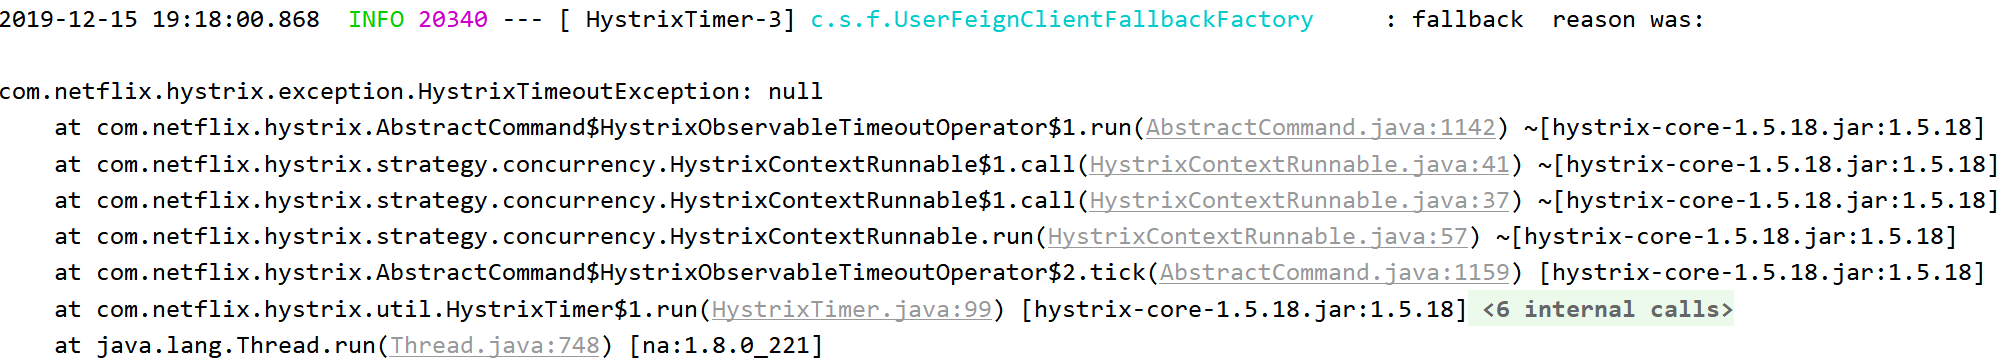 2019-12-15 19:18:00.868  INFO 20340 --- [ HystrixTimer-3] c.s.f.UserFeignClientFallbackFactory     : fallback  reason was:
com.netflix.hystrix.exception.HystrixTimeoutException: null
    at com.netflix.hystrix.AbstractCommand$HystrixObservableTimeoutOperator$1.run(AbstractCommand.java:1142) ~[hystrix-core-1.5.18.jar:1.5.18]
    at com.netflix.hystrix.strategy.concurrency.HystrixContextRunnable$1.call(HystrixContextRunnable.java:41) ~[hystrix-core-1.5.18.jar:1.5.18]
    at com.netflix.hystrix.strategy.concurrency.HystrixContextRunnable$1.call(HystrixContextRunnable.java:37) ~[hystrix-core-1.5.18.jar:1.5.18]
    at com.netflix.hystrix.strategy.concurrency.HystrixContextRunnable.run(HystrixContextRunnable.java:57) ~[hystrix-core-1.5.18.jar:1.5.18]
    at com.netflix.hystrix.AbstractCommand$HystrixObservableTimeoutOperator$2.tick(AbstractCommand.java:1159) [hystrix-core-1.5.18.jar:1.5.18]
    at com.netflix.hystrix.util.HystrixTimer$1.run(HystrixTimer.java:99) [hystrix-core-1.5.18.jar:1.5.18] <6 internal calls>
    at java.lang.Thread.run(Thread.java:748) [na:1.8.0_221]